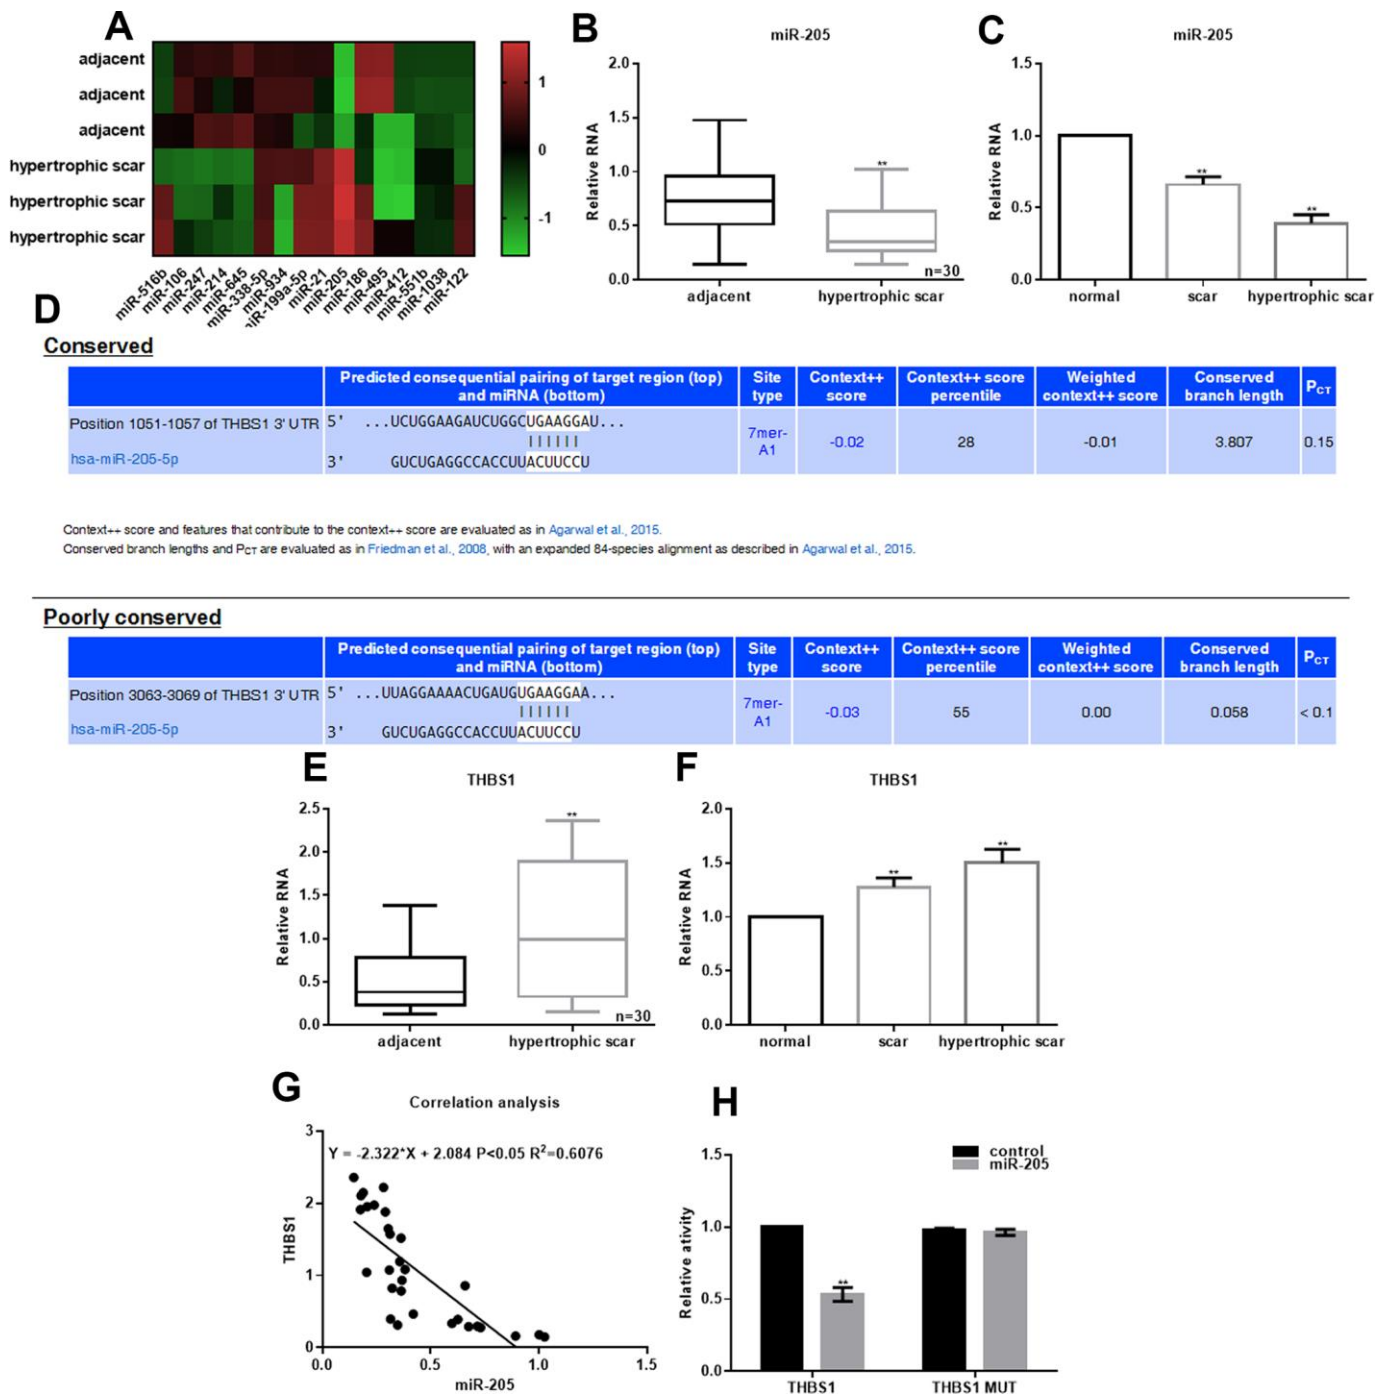 A
adjacent
adjacent
adjacent
hypertrophic scar
hypertrophic scar
hypertrophic scar
1
0
-1
miR-516b
miR-106
miR-247
miR-214
miR-645
miR-338-5p
miR-934
miR-199a-5p
miR-21
miR-205
miR-186
miR-495
miR-412
miR-551b
miR-1038
miR-122
B
miR-205
Relative RNA
2.0
1.5
1.0
0.5
0.0
**
n=30
adjacent hypertrophic scar
C
miR-205
Relative RNA
1.5
1.0
0.5
0.0
**
**
normal scar hypertrophic scar
D
Conserved
Predicted consequential pairing of target region (top) and miRNA (bottom)
Site type
Context++ score
Context++ score percentile
Weighted context++ score
Conserved branch length
PCT
Position 1051-1057 of THBS1 3' UTR 5' ...UCUGGAAGAUCUGGCUGAAGGAU...
||||||
hsa-miR-205-5p 3' GUCUGAGGCCACCUUACUUCCU
7mer-A1 -0.02 28 -0.01 3.807 0.15
Context++ score and features that contribute to the context++ score are evaluated as in Agarwal et al., 2015.
Conserved branch lengths and PCT are evaluated as in Friedman et al., 2008, with an expanded 84-species alignment as described in Agarwal et al., 2015.
Poorly conserved
Predicted consequential pairing of target region (top) and miRNA (bottom)
Site type
Context++ score
Context++ score percentile
Weighted context++ score
Conserved branch length
PCT
Position 3063-3069 of THBS1 3' UTR 5' ...UUAGGAAAACUGAUGUGAAGGAA...
||||||
hsa-miR-205-5p 3' GUCUGAGGCCACCUUACUUCCU
7mer-A1 -0.03 55 0.00 0.058 < 0.1
E
THBS1
Relative RNA
2.5
2.0
1.5
1.0
0.5
0.0
**
n=30
adjacent hypertrophic scar
F
THBS1
Relative RNA
2.0
1.5
1.0
0.5
0.0
**
**
normal scar hypertrophic scar
G
Correlation analysis
Y = -2.322*X + 2.084 P<0.05 R²=0.6076
THBS1
3
2
1
0
0.0 0.5 1.0 1.5
miR-205
H
control
miR-205
Relative ativity
1.5
1.0
0.5
0.0
**
THBS1 THBS1 MUT